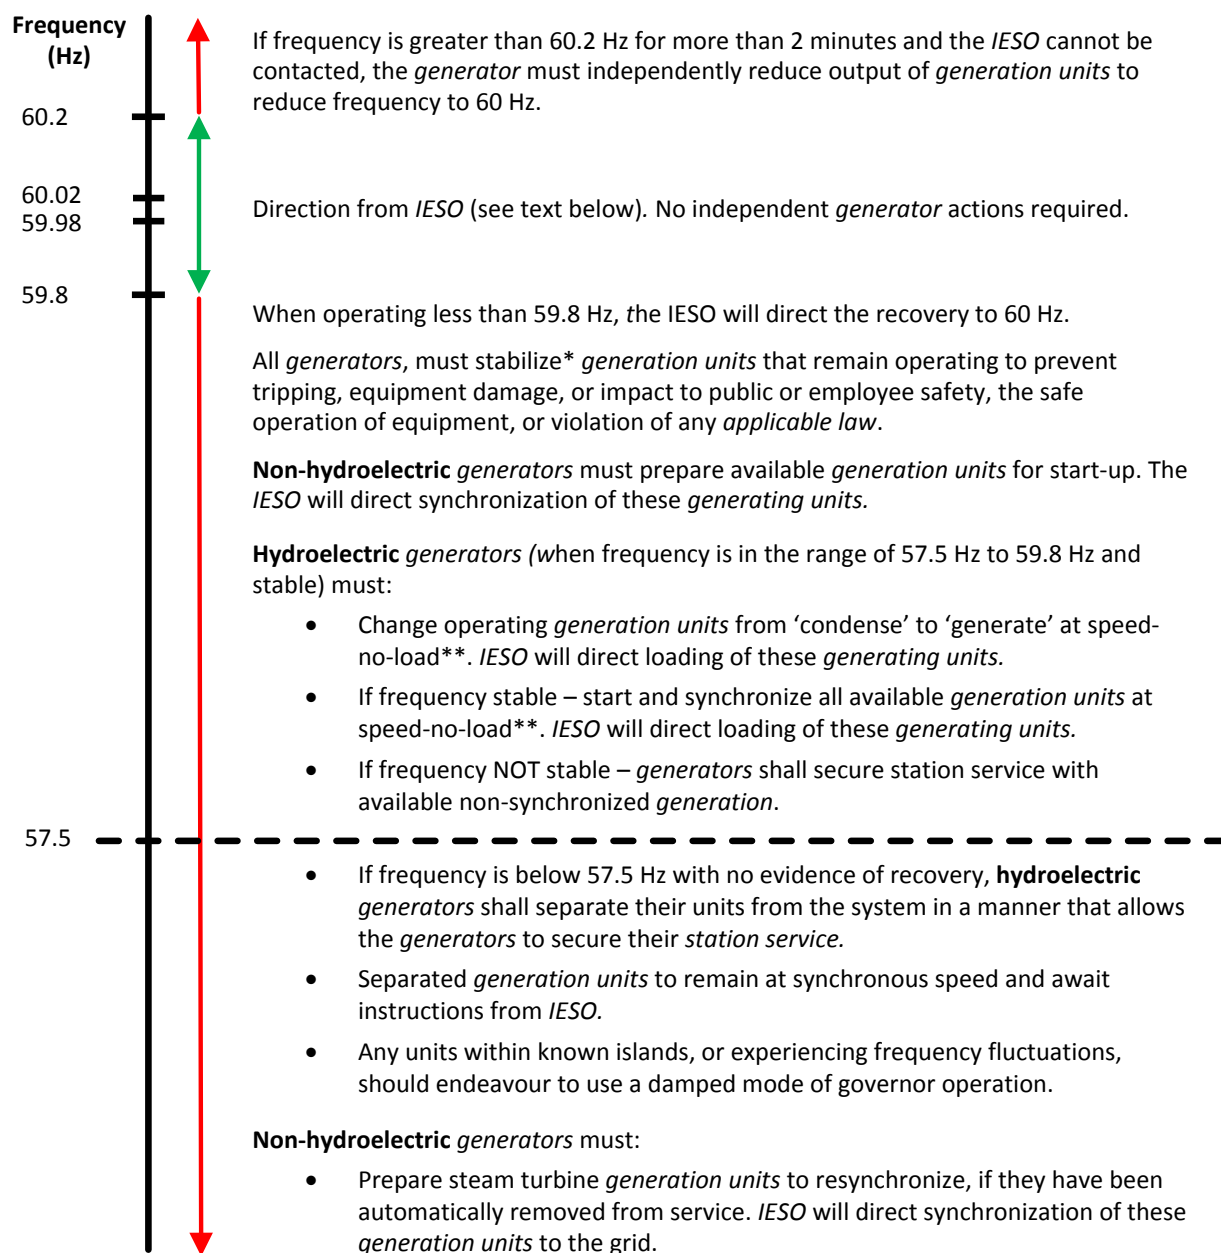 Frequency
(Hz)
If frequency is greater than 60.2 Hz for more than 2 minutes and the IESO cannot be
contacted, the generator must independently reduce output of generation units to
reduce frequency to 60 Hz.
60.2
60.02
Direction from IESO (see text below). No independent generator actions required.
59.98
59.8
When operating less than 59.8 Hz, the IESO will direct the recovery to 60 Hz.
All generators, must stabilize* generation units that remain operating to prevent
tripping, equipment damage, or impact to public or employee safety, the safe
operation of equipment, or violation of any applicable law.
Non-hydroelectric generators must prepare available generation units for start-up. The
IESO will direct synchronization of these generating units.
Hydroelectric generators (when frequency is in the range of 57.5 Hz to 59.8 Hz and
stable) must:
• Change operating generation units from ‘condense’ to ‘generate’ at speed-
no-load**. IESO will direct loading of these generating units.
• If frequency stable – start and synchronize all available generation units at
speed-no-load**. IESO will direct loading of these generating units.
• If frequency NOT stable – generators shall secure station service with
available non-synchronized generation.
57.5
• If frequency is below 57.5 Hz with no evidence of recovery, hydroelectric
generators shall separate their units from the system in a manner that allows
the generators to secure their station service.
• Separated generation units to remain at synchronous speed and await
instructions from IESO.
• Any units within known islands, or experiencing frequency fluctuations,
should endeavour to use a damped mode of governor operation.
Non-hydroelectric generators must:
• Prepare steam turbine generation units to resynchronize, if they have been
automatically removed from service. IESO will direct synchronization of these
generation units to the grid.